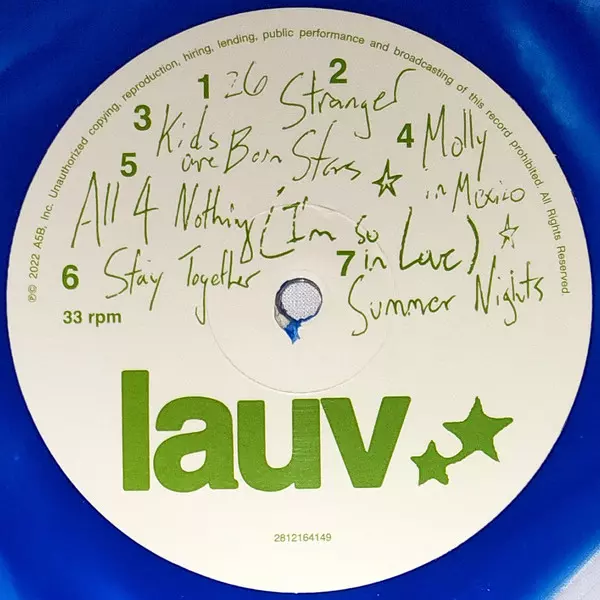 ℗© 2022 A5B, Inc. Unauthorized copying, reproduction, hiring, lending, public performance and broadcasting of this record prohibited. All Rights Reserved.
1 26
2 Stranger
3 Kids are Born Stars
4 Molly in Mexico
5 All 4 Nothing (I'm so in Love)
6 Stay Together
7 Summer Nights
33 rpm
lauv
2812164149